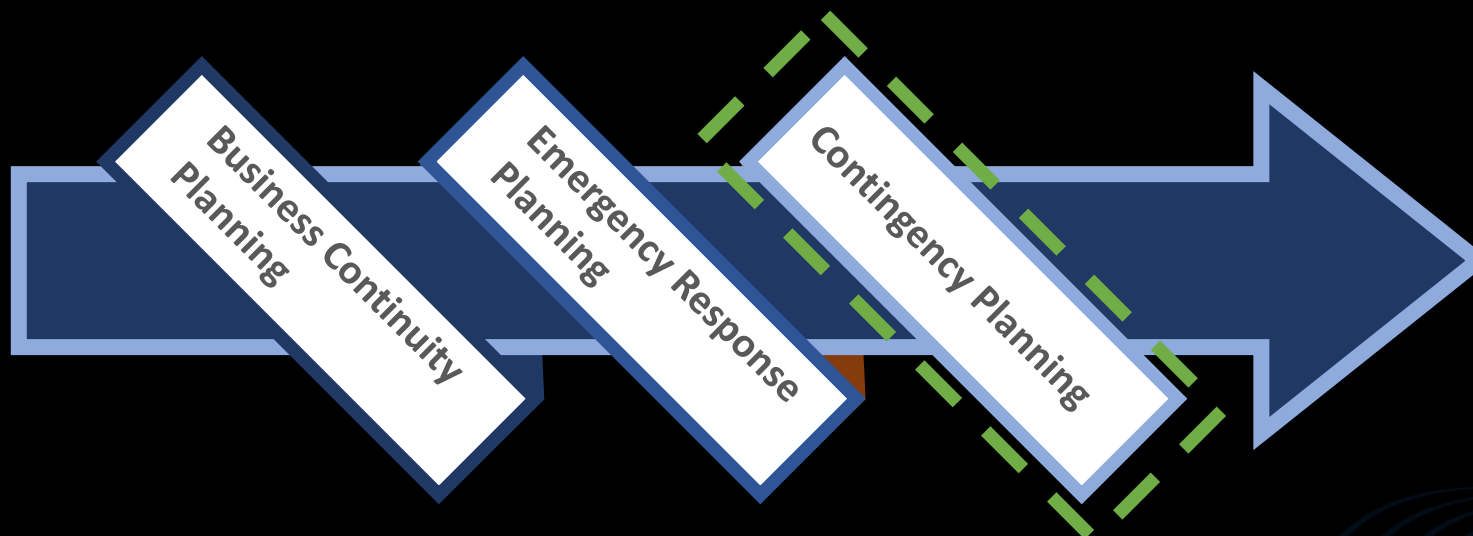 Business Continuity
Planning
Emergency Response
Planning
Contingency Planning